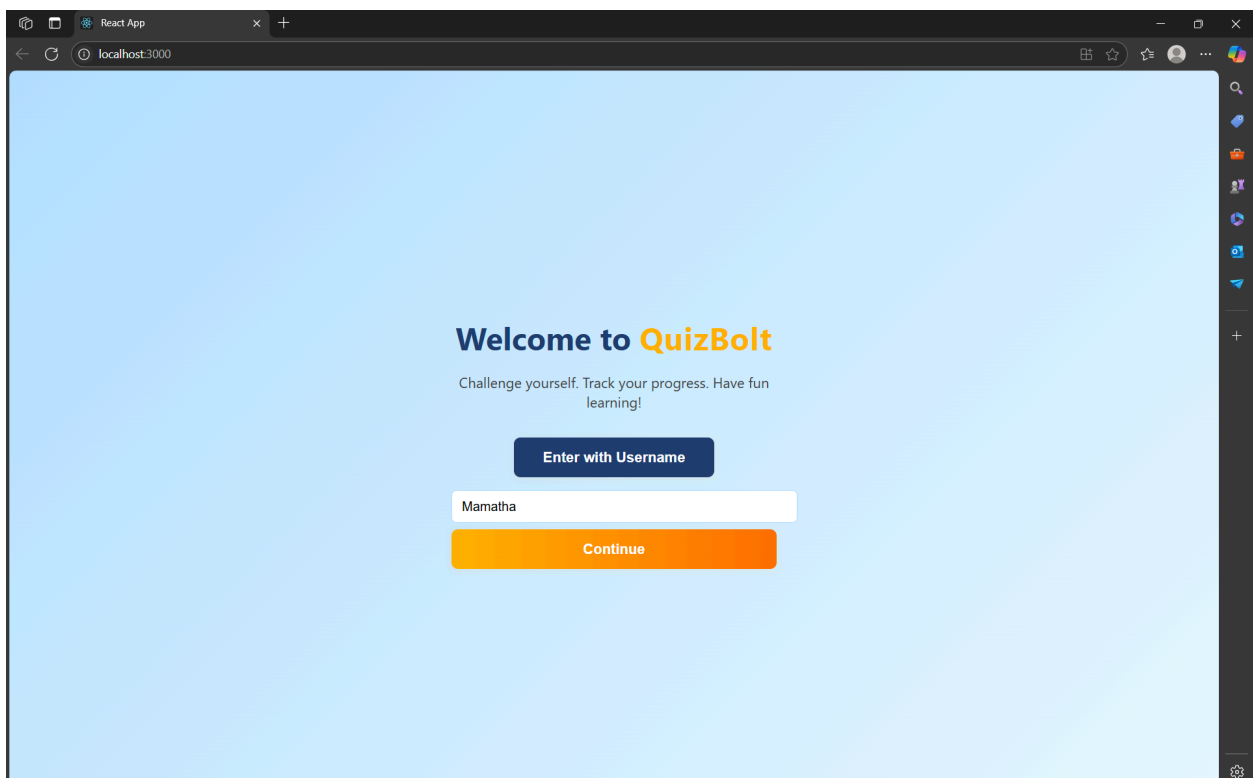 React App
localhost:3000
Welcome to QuizBolt
Challenge yourself. Track your progress. Have fun
learning!
Enter with Username
Mamatha
Continue